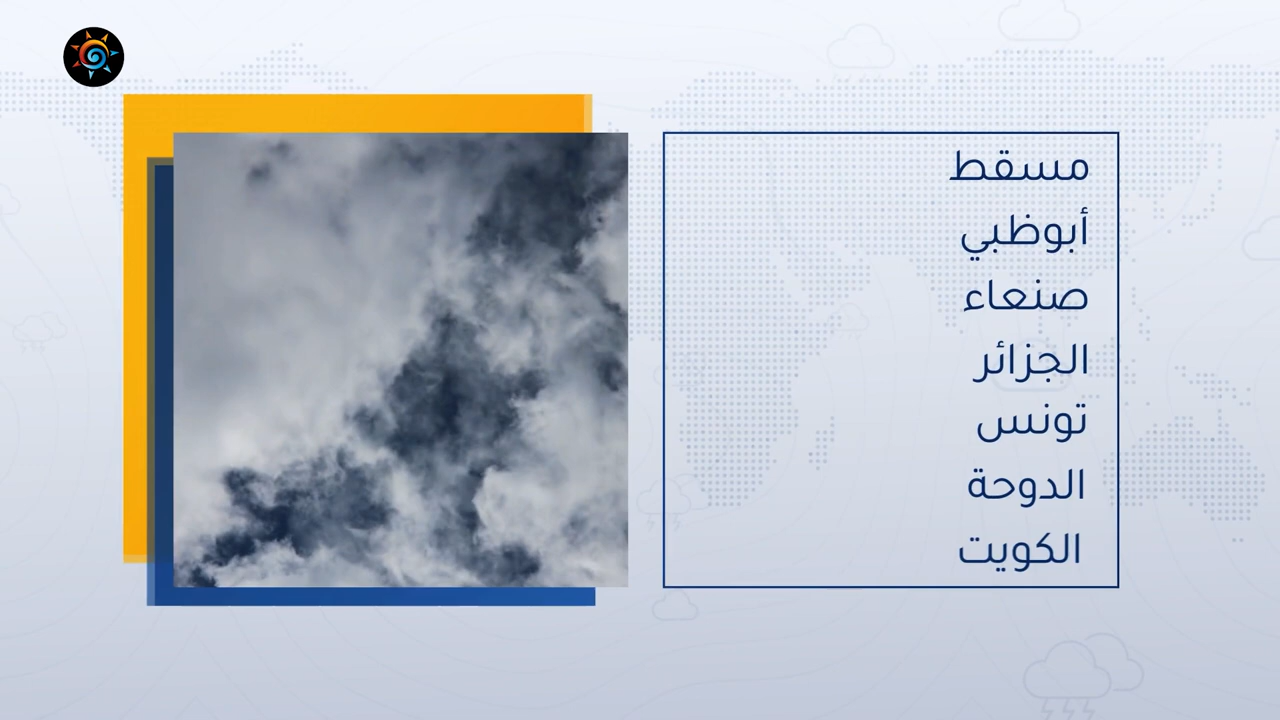 مسقط
أبوظبي
صنعاء
الجزائر
تونس
الدوحة
الكويت